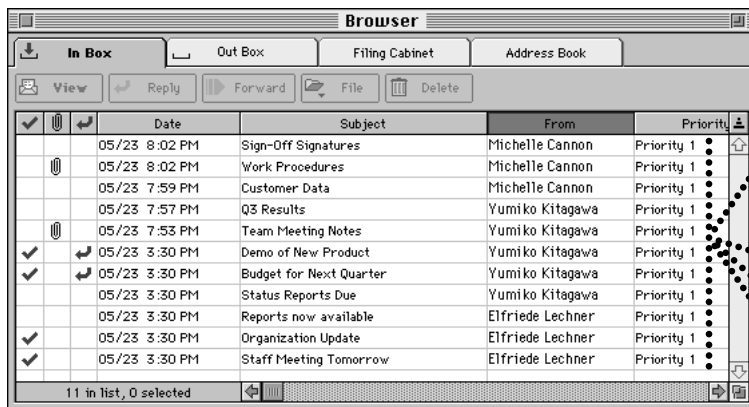 Browser
In Box Out Box Filing Cabinet Address Book
View Reply Forward File Delete
Date Subject From Priority
05/23 8:02 PM Sign-Off Signatures Michelle Cannon Priority 1
05/23 8:02 PM Work Procedures Michelle Cannon Priority 1
05/23 7:59 PM Customer Data Michelle Cannon Priority 1
05/23 7:57 PM Q3 Results Yumiko Kitagawa Priority 1
05/23 7:53 PM Team Meeting Notes Yumiko Kitagawa Priority 1
05/23 3:30 PM Demo of New Product Yumiko Kitagawa Priority 1
05/23 3:30 PM Budget for Next Quarter Yumiko Kitagawa Priority 1
05/23 3:30 PM Status Reports Due Yumiko Kitagawa Priority 1
05/23 3:30 PM Reports now available Elfriede Lechner Priority 1
05/23 3:30 PM Organization Update Elfriede Lechner Priority 1
05/23 3:30 PM Staff Meeting Tomorrow Elfriede Lechner Priority 1
11 in list, 0 selected